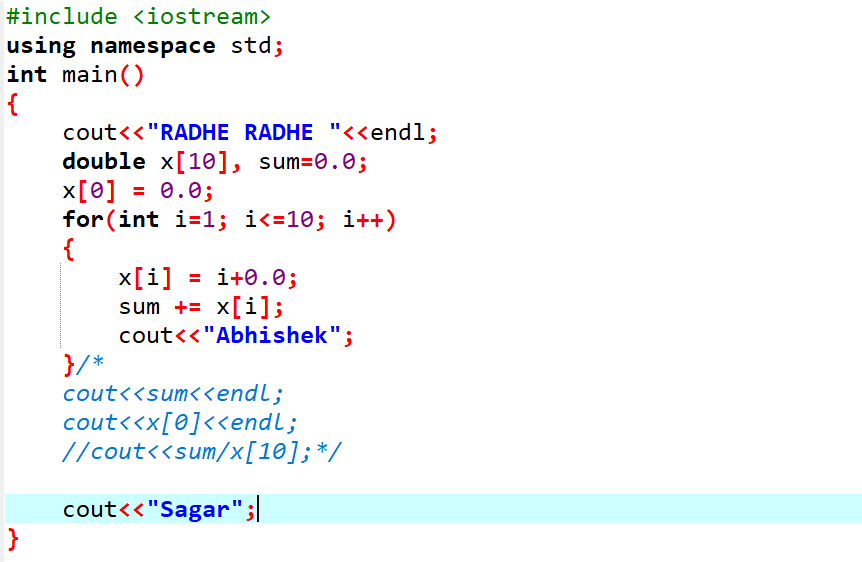 #include <iostream>
using namespace std;
int main()
{
    cout<<"RADHE RADHE "<<endl;
    double x[10], sum=0.0;
    x[0] = 0.0;
    for(int i=1; i<=10; i++)
    {
        x[i] = i+0.0;
        sum += x[i];
        cout<<"Abhishek";
    }/*
    cout<<sum<<endl;
    cout<<x[0]<<endl;
    //cout<<sum/x[10];*/

    cout<<"Sagar";
}